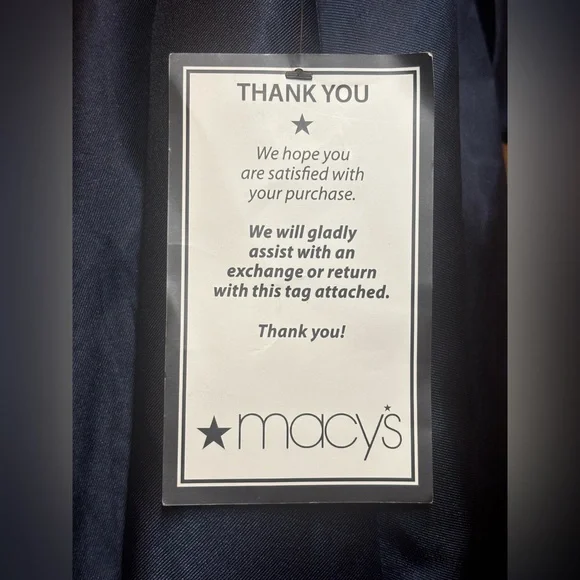 THANK YOU
We hope you
are satisfied with
your purchase.
We will gladly
assist with an
exchange or return
with this tag attached.
Thank you!
macy's